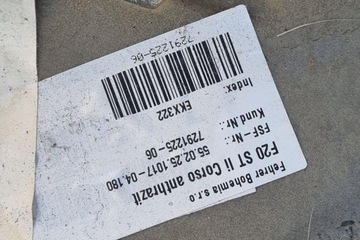 Fehrer Bohemia s.r.o
F20 ST li Corso anthrazit
55.02.25.1017-04.180
FSF-Nr.:
Kund.Nr.: 7291225-06
Index: EKX322
7291225-06